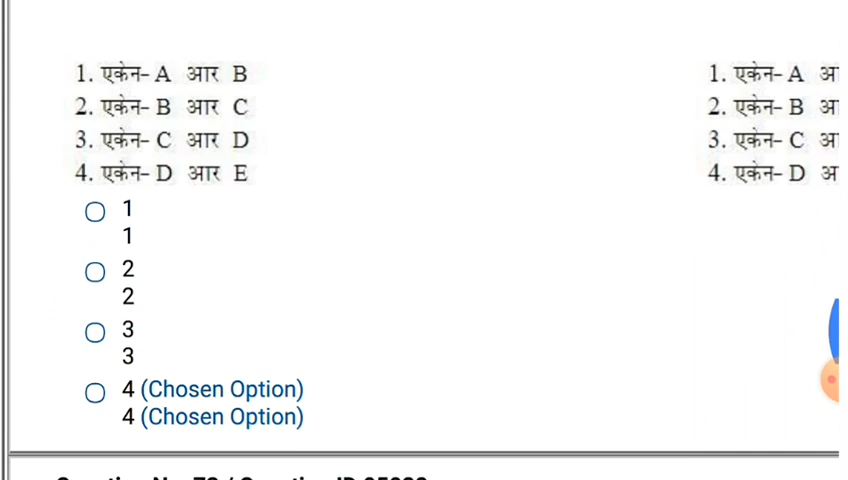 1. एकेन- A आर B
2. एकेन- B आर C
3. एकेन- C आर D
4. एकेन- D आर E
1. एकेन- A
2. एकेन- B
3. एकेन- C
4. एकेन- D
1
1
2
2
3
3
4 (Chosen Option)
4 (Chosen Option)